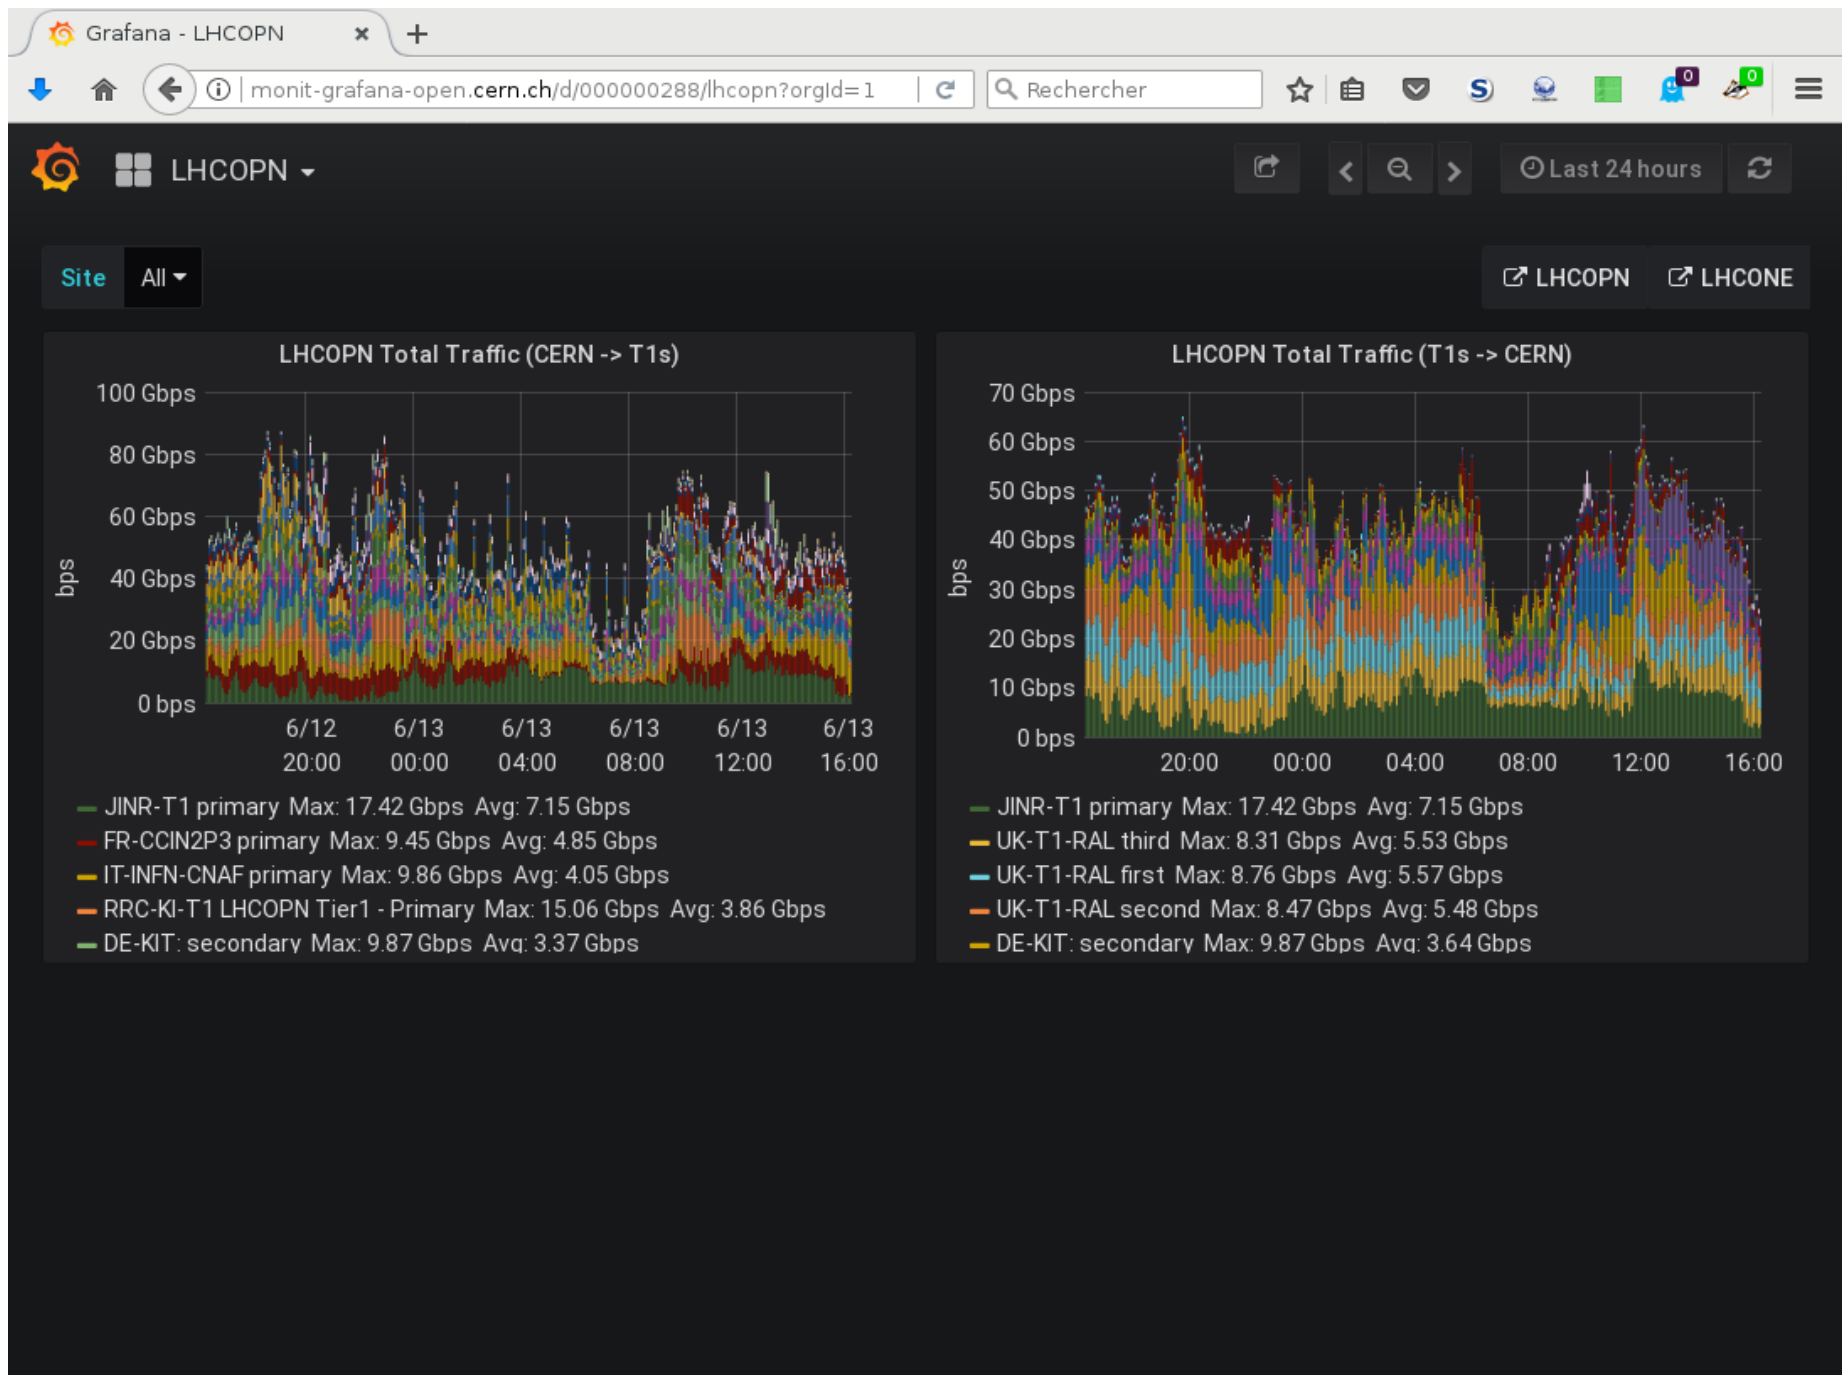 Grafana - LHCOPN
monit-grafana-open.cern.ch/d/000000288/lhcopn?orgId=1
Rechercher
S
0
0
LHCOPN
Last 24 hours
Site
All
LHCOPN
LHCONE
LHCOPN Total Traffic (CERN -> T1s)
100 Gbps
80 Gbps
60 Gbps
40 Gbps
20 Gbps
0 bps
bps
6/12 6/13 6/13 6/13 6/13 6/13
20:00 00:00 04:00 08:00 12:00 16:00
JINR-T1 primary Max: 17.42 Gbps Avg: 7.15 Gbps
FR-CCIN2P3 primary Max: 9.45 Gbps Avg: 4.85 Gbps
IT-INFN-CNAF primary Max: 9.86 Gbps Avg: 4.05 Gbps
RRC-KI-T1 LHCOPN Tier1 - Primary Max: 15.06 Gbps Avg: 3.86 Gbps
DE-KIT: secondary Max: 9.87 Gbps Avg: 3.37 Gbps
LHCOPN Total Traffic (T1s -> CERN)
70 Gbps
60 Gbps
50 Gbps
40 Gbps
30 Gbps
20 Gbps
10 Gbps
0 bps
bps
20:00 00:00 04:00 08:00 12:00 16:00
JINR-T1 primary Max: 17.42 Gbps Avg: 7.15 Gbps
UK-T1-RAL third Max: 8.31 Gbps Avg: 5.53 Gbps
UK-T1-RAL first Max: 8.76 Gbps Avg: 5.57 Gbps
UK-T1-RAL second Max: 8.47 Gbps Avg: 5.48 Gbps
DE-KIT: secondary Max: 9.87 Gbps Avg: 3.64 Gbps